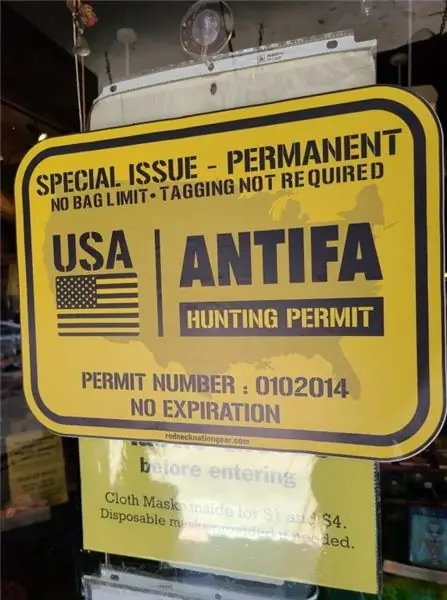 SPECIAL ISSUE - PERMANENT
NO BAG LIMIT • TAGGING NOT REQUIRED
USA
ANTIFA
HUNTING PERMIT
PERMIT NUMBER : 0102014
NO EXPIRATION
rednecknationgear.com
before entering
Cloth Masks inside for $1 and $4.
Disposable needed.